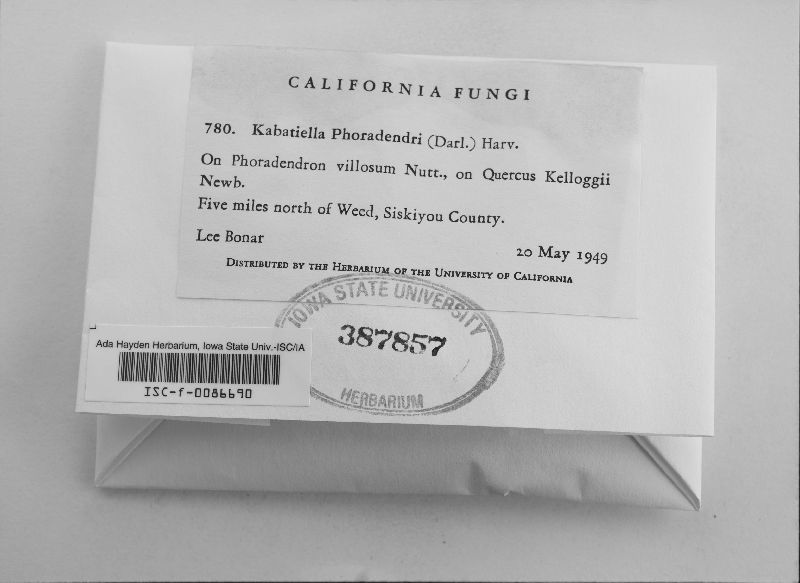 CALIFORNIA FUNGI
780. Kabatiella Phoradendri (Darl.) Harv.
On Phoradendron villosum Nutt., on Quercus Kelloggii
Newb.
Five miles north of Weed, Siskiyou County.
Lee Bonar
20 May 1949
DISTRIBUTED BY THE HERBARIUM OF THE UNIVERSITY OF CALIFORNIA
IOWA STATE UNIVERSITY
387857
HERBARIUM
Ada Hayden Herbarium, Iowa State Univ.-ISC/IA
ISC-f-0086690